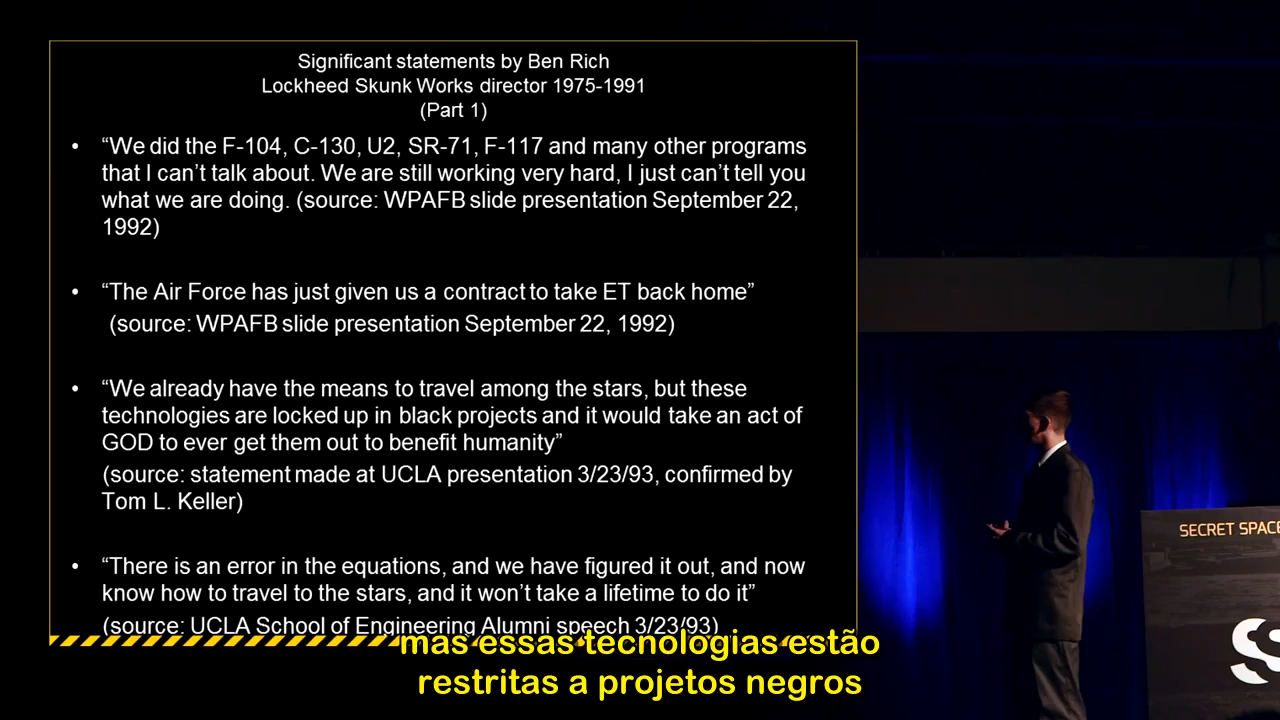 Significant statements by Ben Rich
Lockheed Skunk Works director 1975-1991
(Part 1)
• “We did the F-104, C-130, U2, SR-71, F-117 and many other programs
that I can’t talk about. We are still working very hard, I just can’t tell you
what we are doing. (source: WPAFB slide presentation September 22,
1992)
• “The Air Force has just given us a contract to take ET back home”
(source: WPAFB slide presentation September 22, 1992)
• “We already have the means to travel among the stars, but these
technologies are locked up in black projects and it would take an act of
GOD to ever get them out to benefit humanity”
(source: statement made at UCLA presentation 3/23/93, confirmed by
Tom L. Keller)
• “There is an error in the equations, and we have figured it out, and now
know how to travel to the stars, and it won’t take a lifetime to do it”
(source: UCLA School of Engineering Alumni speech 3/23/93)
mas essas tecnologias estão
restritas a projetos negros
SECRET SPACE